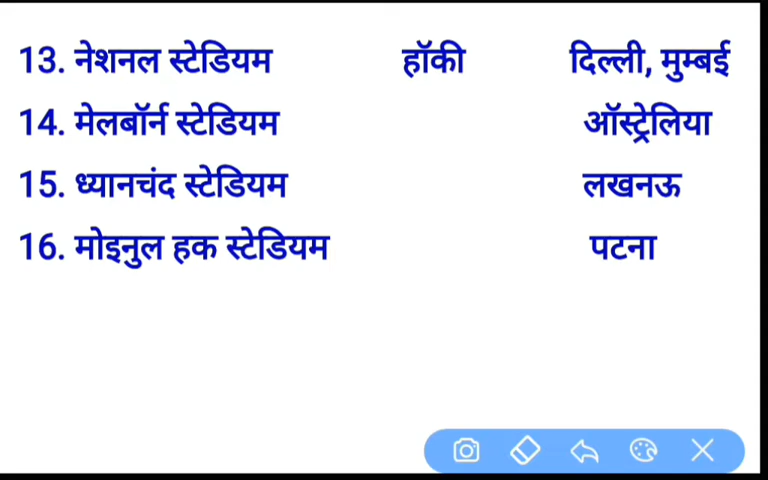 13. नेशनल स्टेडियम हॉकी दिल्ली, मुम्बई
14. मेलबॉर्न स्टेडियम ऑस्ट्रेलिया
15. ध्यानचंद स्टेडियम लखनऊ
16. मोइनुल हक स्टेडियम पटना